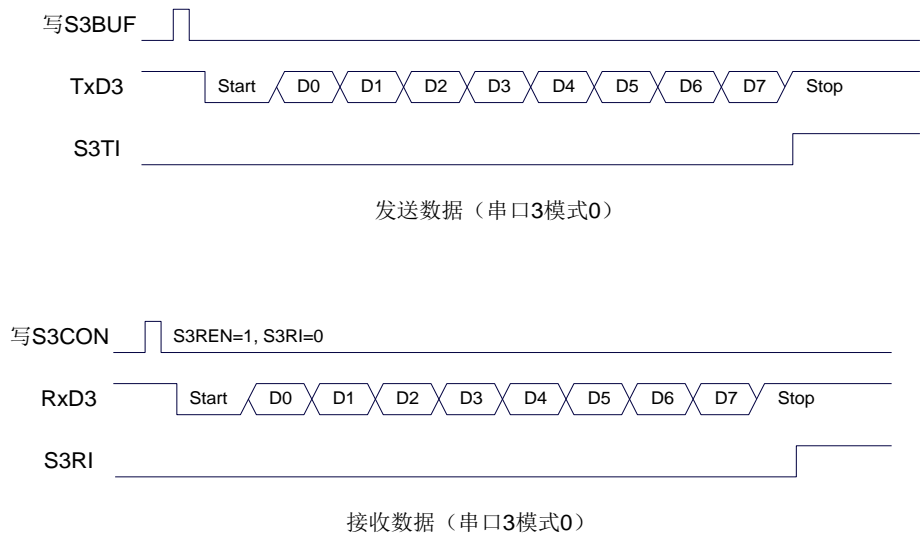 写S3BUF
TxD3 Start D0 D1 D2 D3 D4 D5 D6 D7 Stop
S3TI
发送数据（串口3模式0）
写S3CON S3REN=1, S3RI=0
RxD3 Start D0 D1 D2 D3 D4 D5 D6 D7 Stop
S3RI
接收数据（串口3模式0）